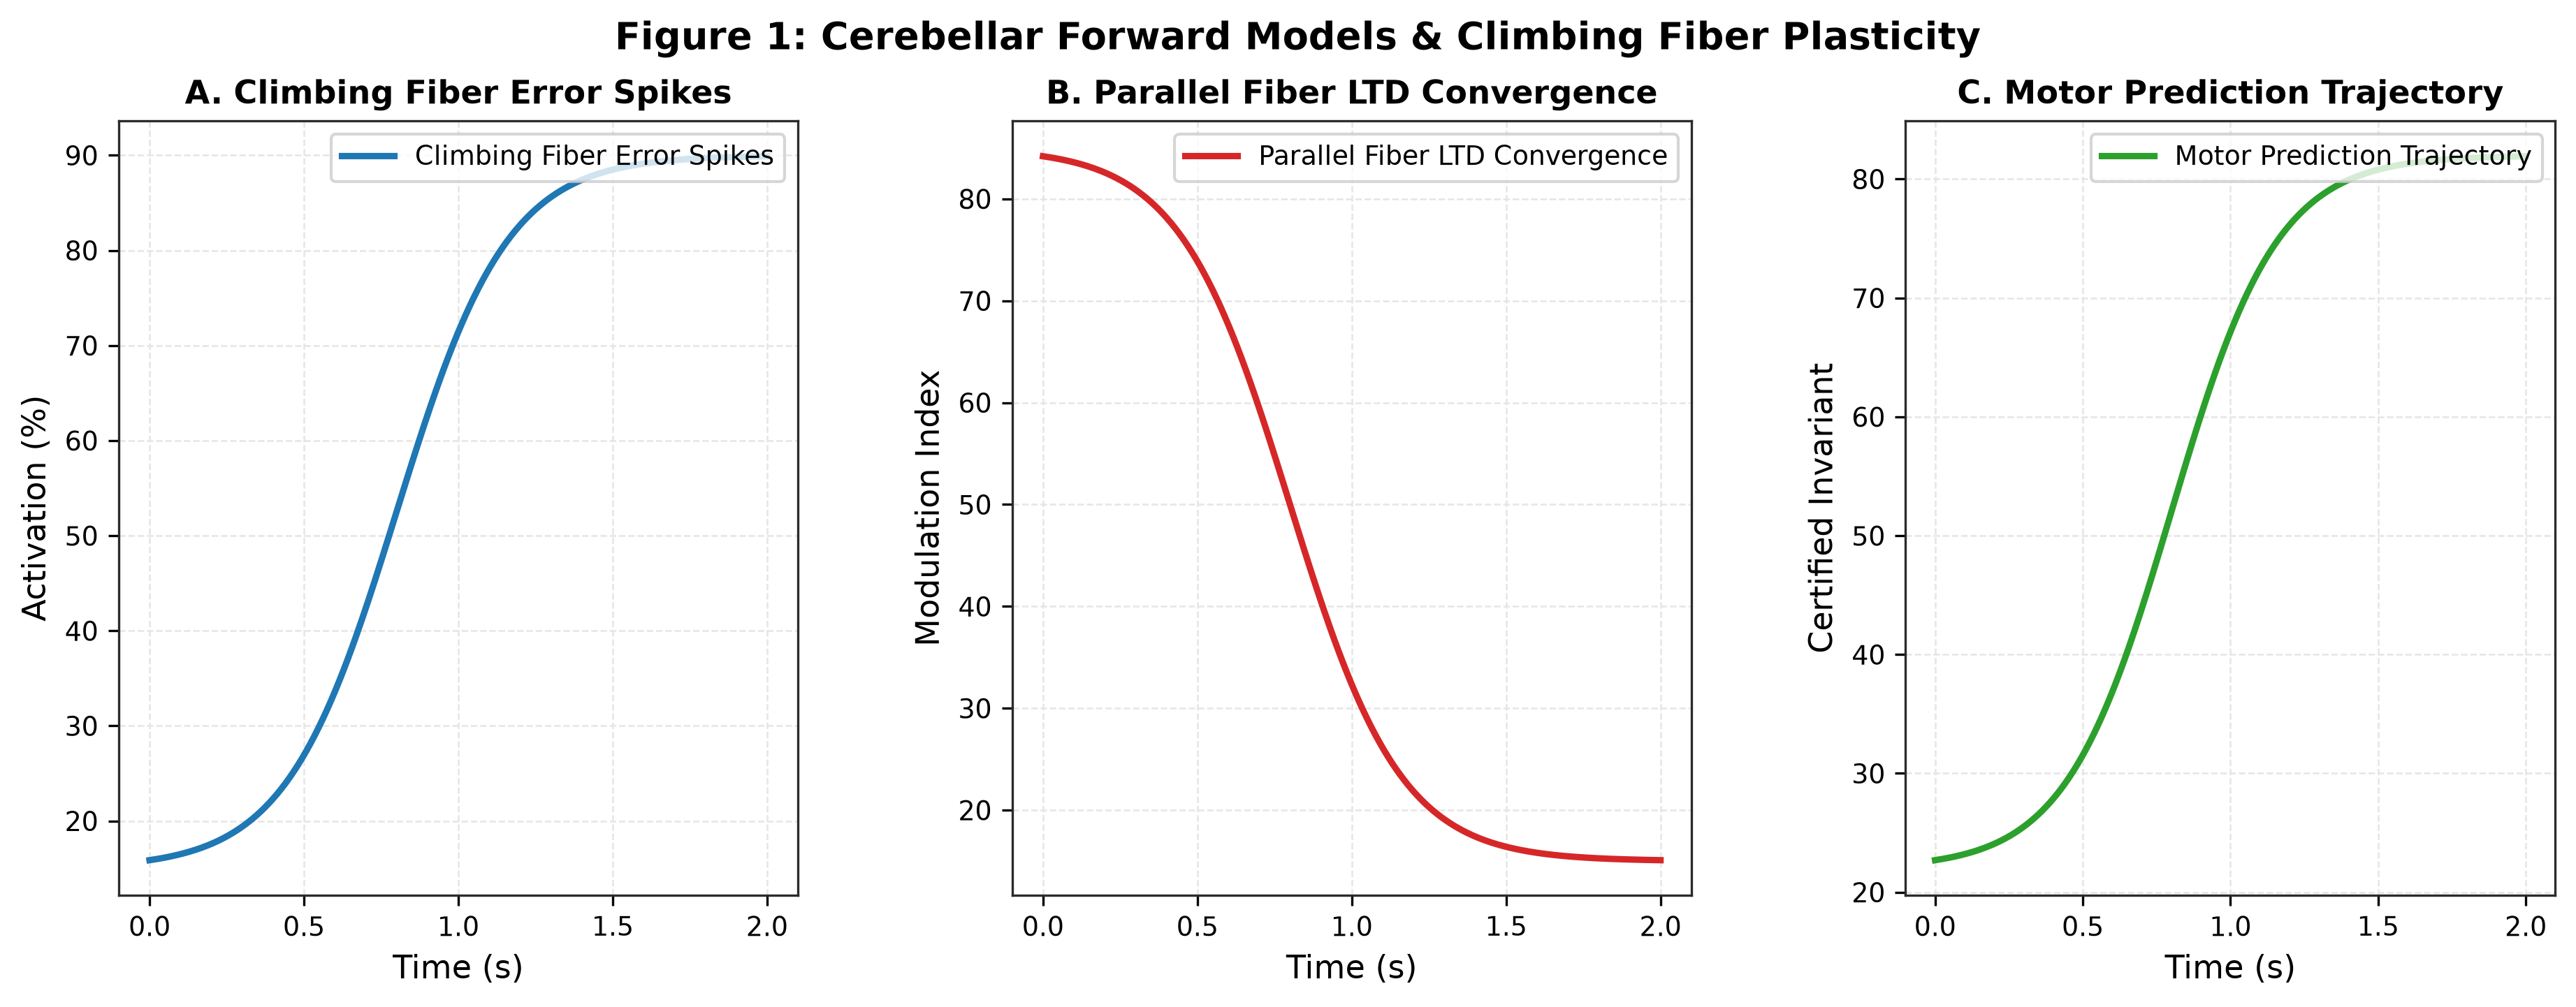 Figure 1: Cerebellar Forward Models & Climbing Fiber Plasticity
A. Climbing Fiber Error Spikes
Climbing Fiber Error Spikes
Activation (%)
90
80
70
60
50
40
30
20
0.0 0.5 1.0 1.5 2.0
Time (s)
B. Parallel Fiber LTD Convergence
Parallel Fiber LTD Convergence
Modulation Index
80
70
60
50
40
30
20
0.0 0.5 1.0 1.5 2.0
Time (s)
C. Motor Prediction Trajectory
Motor Prediction Trajectory
Certified Invariant
80
70
60
50
40
30
20
0.0 0.5 1.0 1.5 2.0
Time (s)